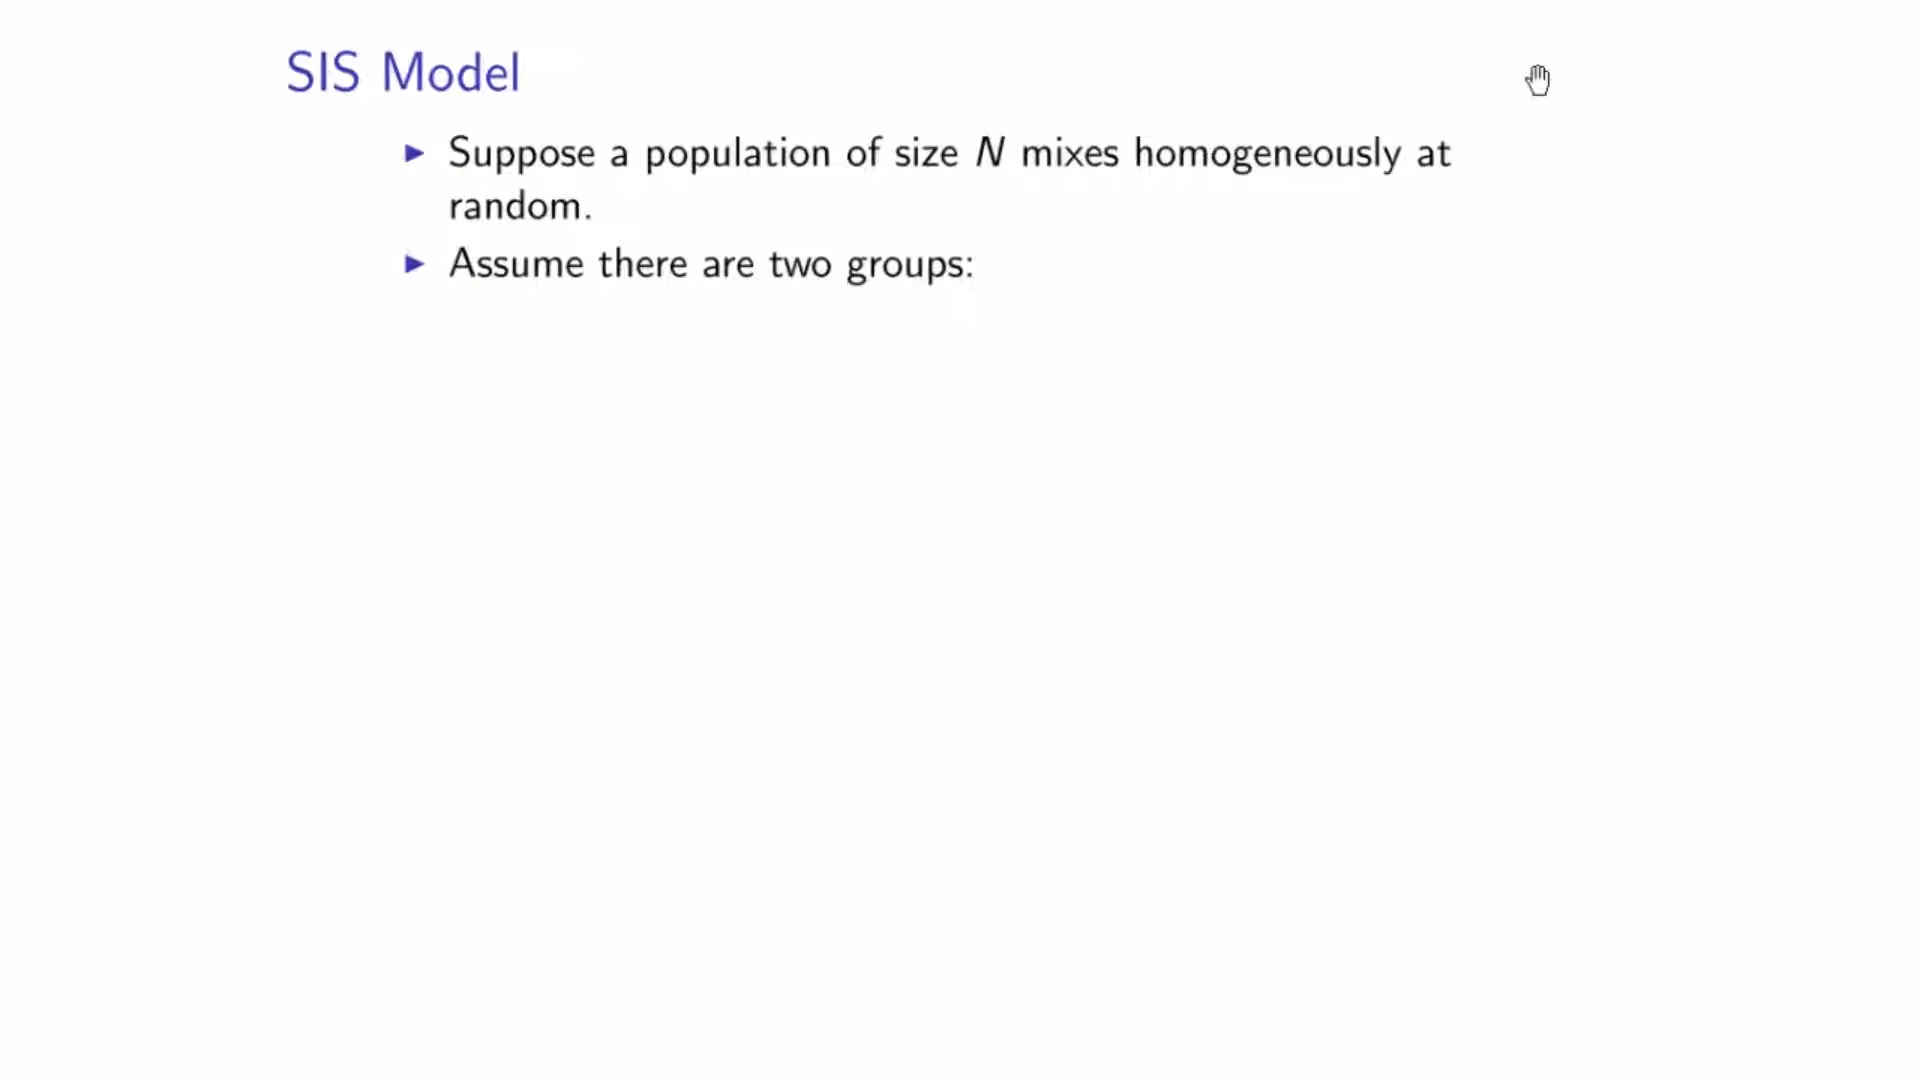 SIS Model
▶ Suppose a population of size N mixes homogeneously at
random.
▶ Assume there are two groups: